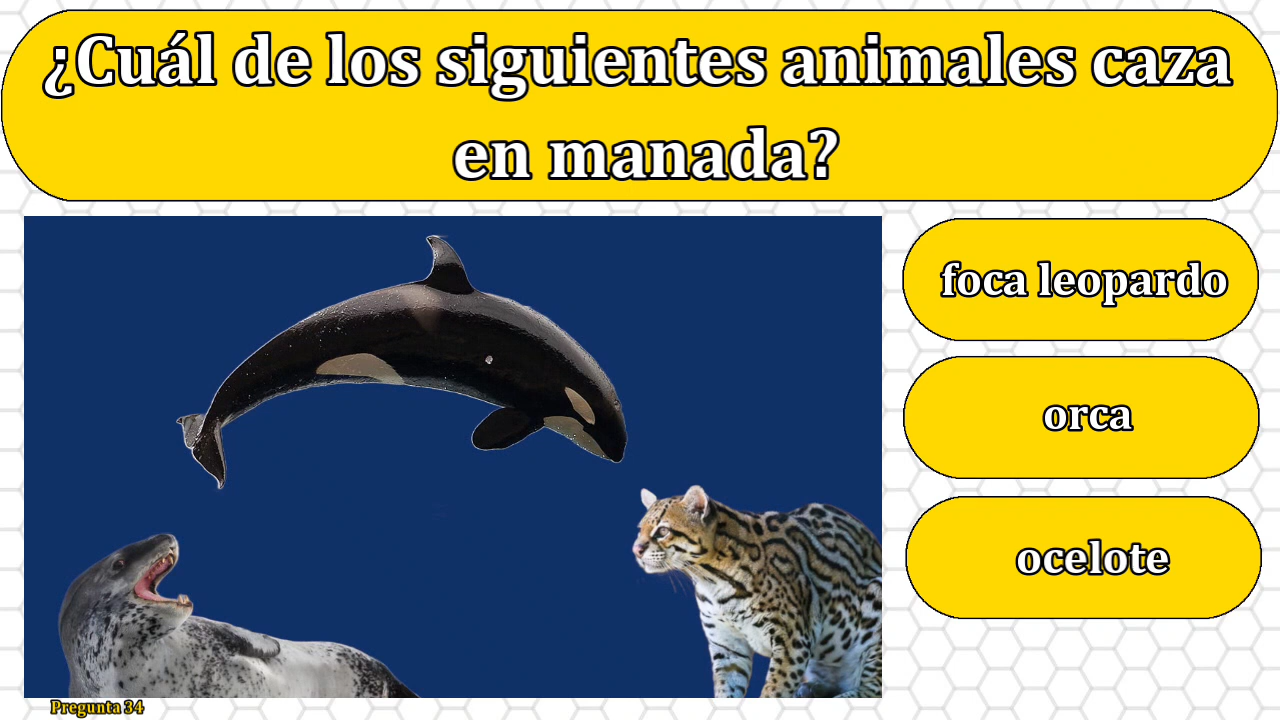 ¿Cuál de los siguientes animales caza
en manada?
foca leopardo
orca
ocelote
Pregunta 34